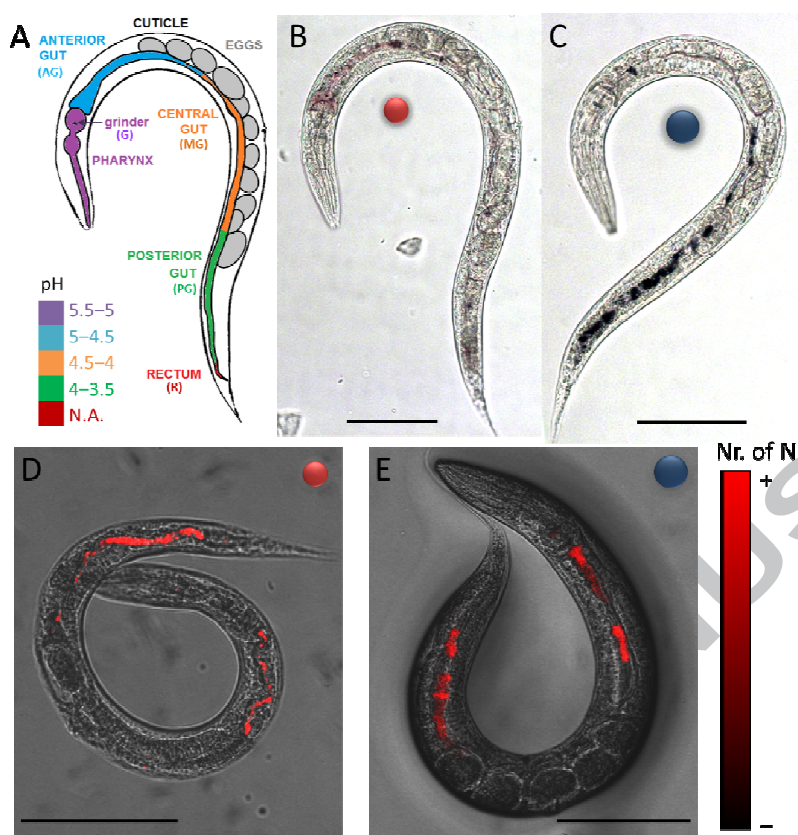 A
CUTICLE
ANTERIOR
GUT
(AG)
EGGS
grinder
(G)
CENTRAL
GUT
(MG)
PHARYNX
POSTERIOR
GUT
(PG)
pH
5.5–5
5–4.5
4.5–4
4–3.5
N.A.
RECTUM
(R)
B
C
D
E
Nr. of N
+
–